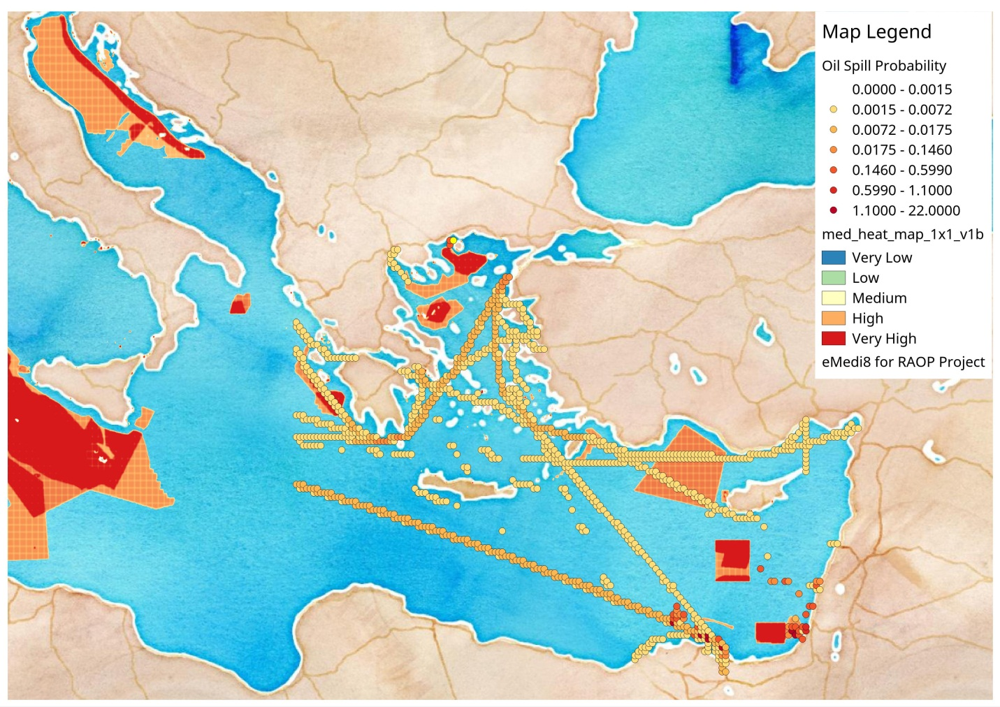 Map Legend
Oil Spill Probability
0.0000 - 0.0015
0.0015 - 0.0072
0.0072 - 0.0175
0.0175 - 0.1460
0.1460 - 0.5990
0.5990 - 1.1000
1.1000 - 22.0000
med_heat_map_1x1_v1b
Very Low
Low
Medium
High
Very High
eMedi8 for RAOP Project